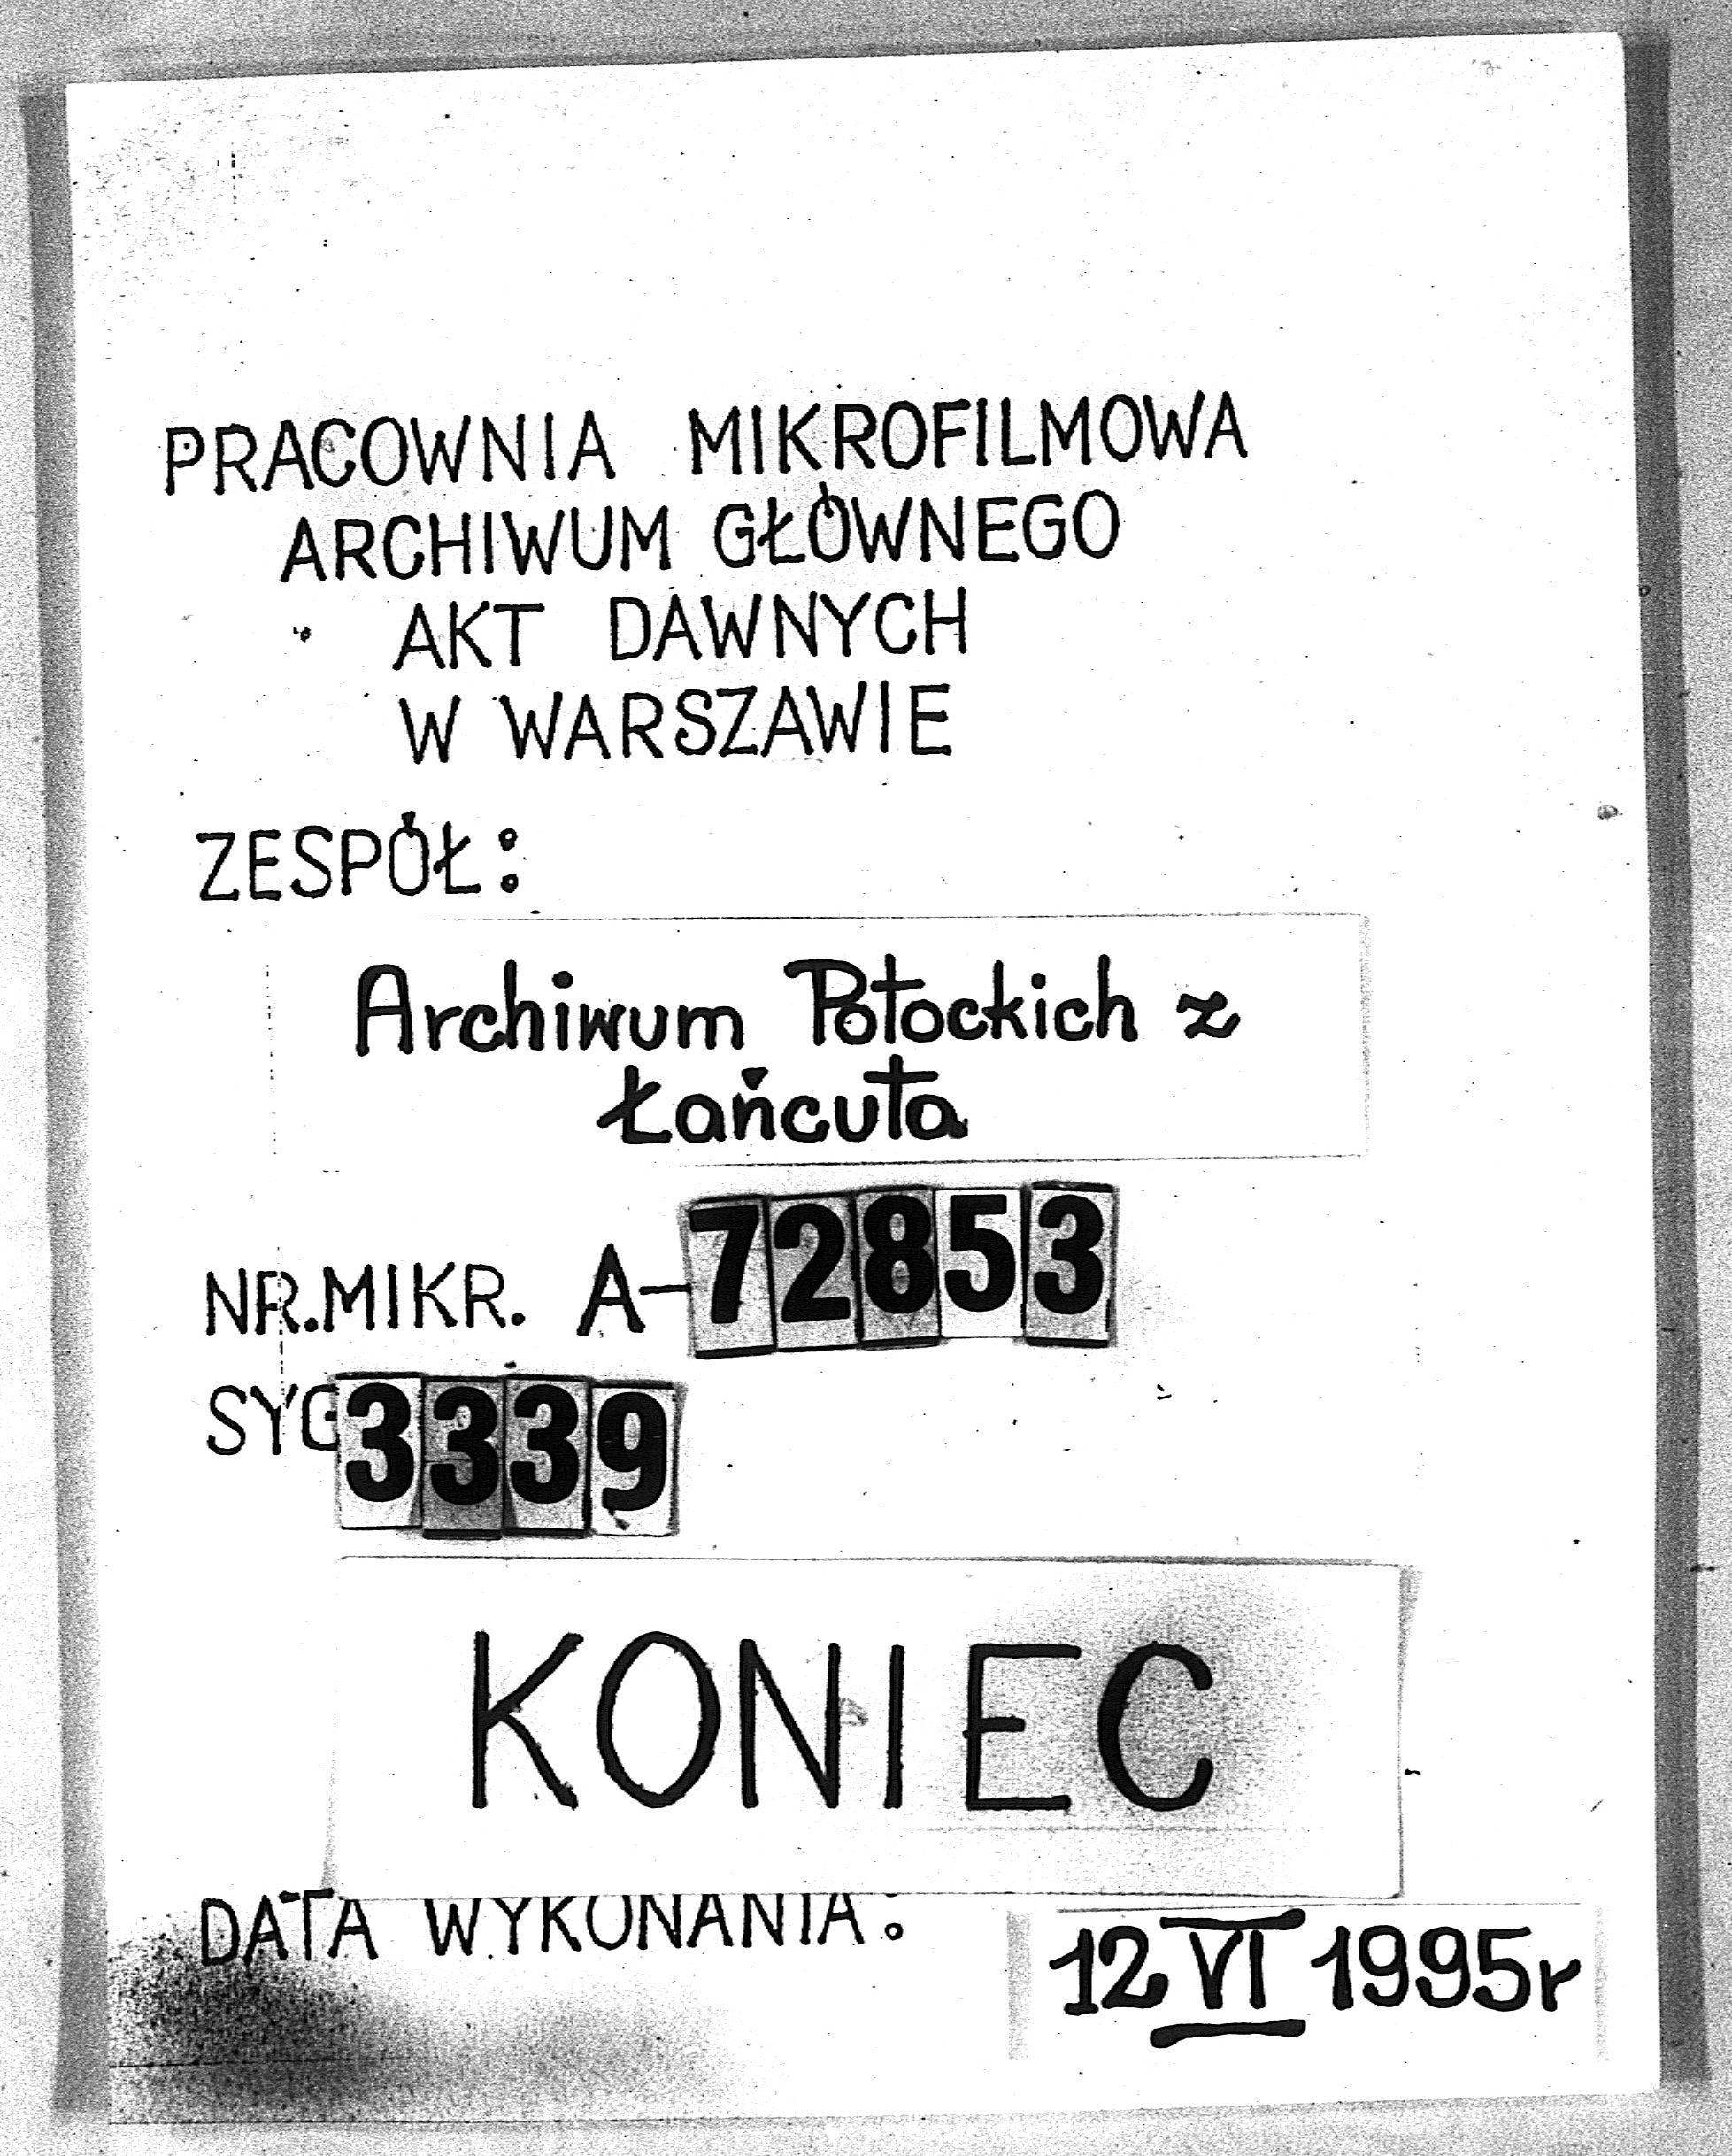 PRACOWNIA MIKROFILMOWA
ARCHIWUM GŁÓWNEGO
AKT DAWNYCH
W WARSZAWIE
ZESPÓŁ:
Archiwum Potockich z
Łańcuta
NR.MIKR. A-72853
SYG 3339
KONIEC
DATA WYKONANIA: 12 VI 1995r